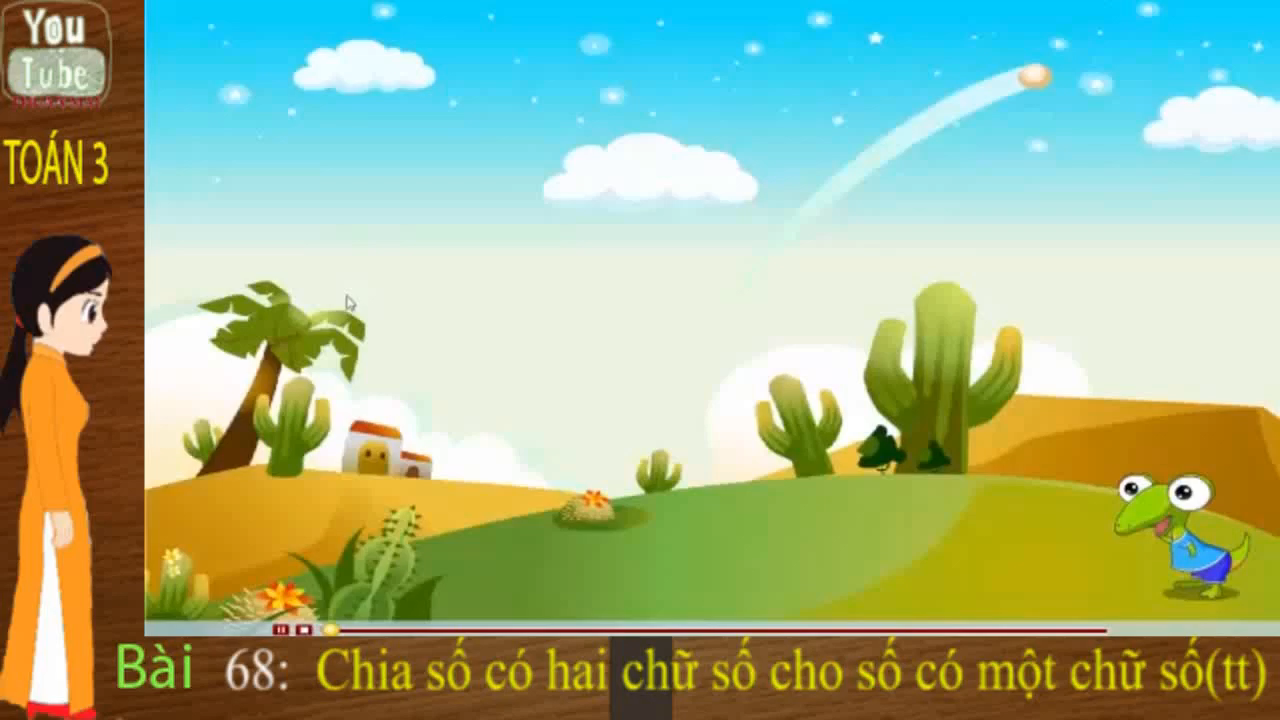 You
Tube
TOÁN 3
Bài 68: Chia số có hai chữ số cho số có một chữ số(tt)